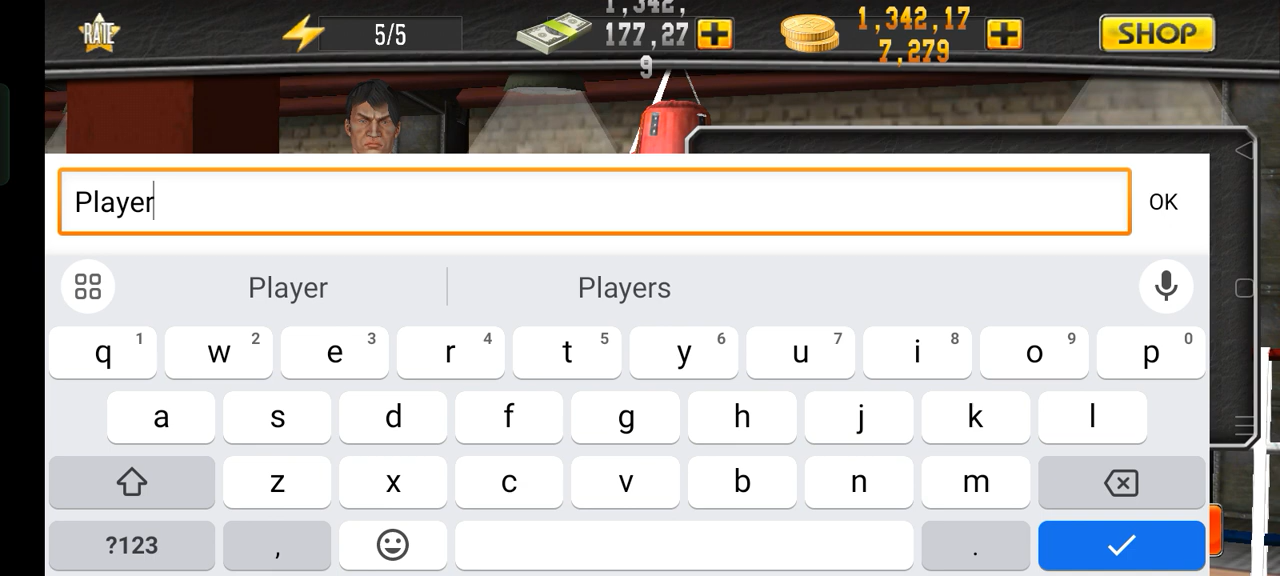 RATE
5/5
1,342,
177,27
9
1,342,17
7,279
SHOP
Player
OK
Player
Players
q 1 w 2 e 3 r 4 t 5 y 6 u 7 i 8 o 9 p 0
a s d f g h j k l
z x c v b n m
?123 , .